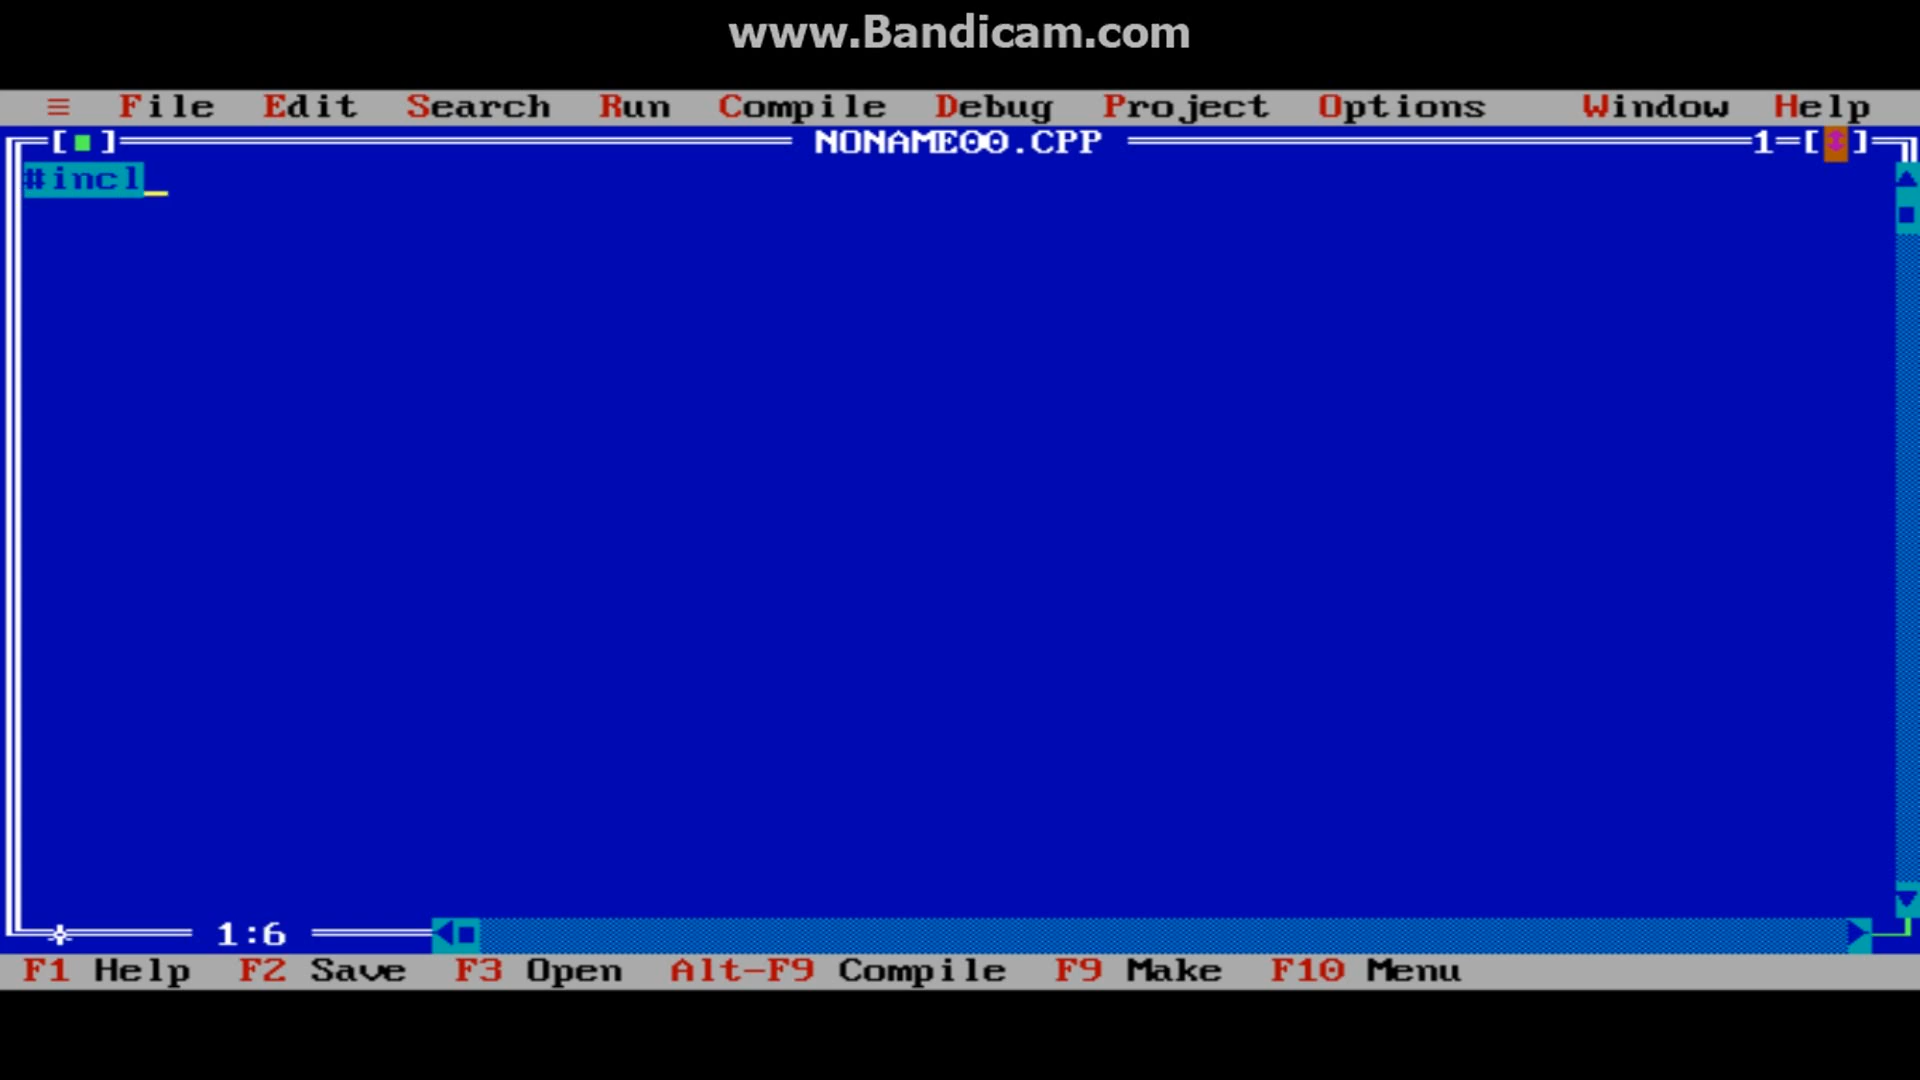 www.Bandicam.com
≡ File Edit Search Run Compile Debug Project Options Window Help
[■] NONAME00.CPP 1=[↕]
#incl_
1:6
F1 Help F2 Save F3 Open Alt-F9 Compile F9 Make F10 Menu